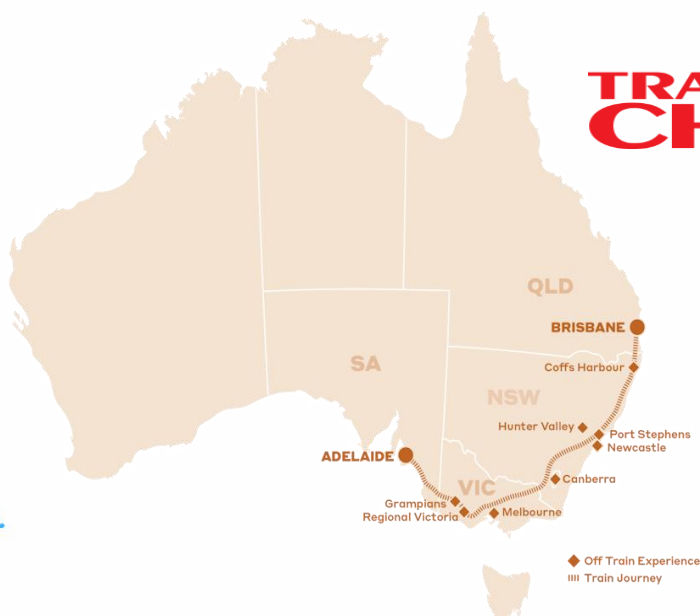 TRA
CH
QLD
BRISBANE
Coffs Harbour
SA
NSW
Hunter Valley
Port Stephens
Newcastle
ADELAIDE
Canberra
VIC
Grampians
Regional Victoria
Melbourne
Off Train Experience
Train Journey